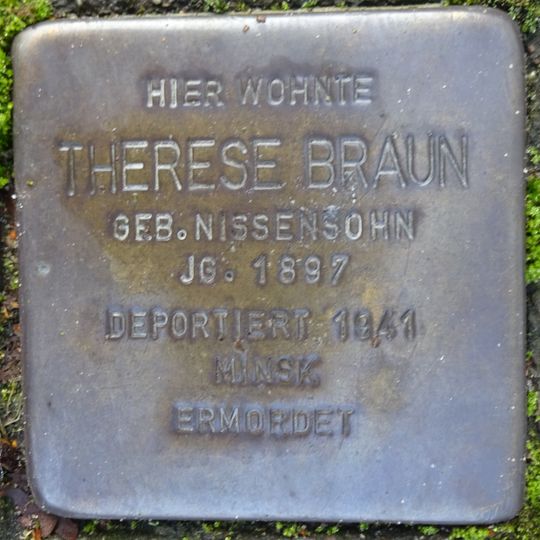 HIER WOHNTE
THERESE BRAUN
GEB. NISSENSOHN
JG. 1897
DEPORTIERT 1941
MINSK
ERMORDET